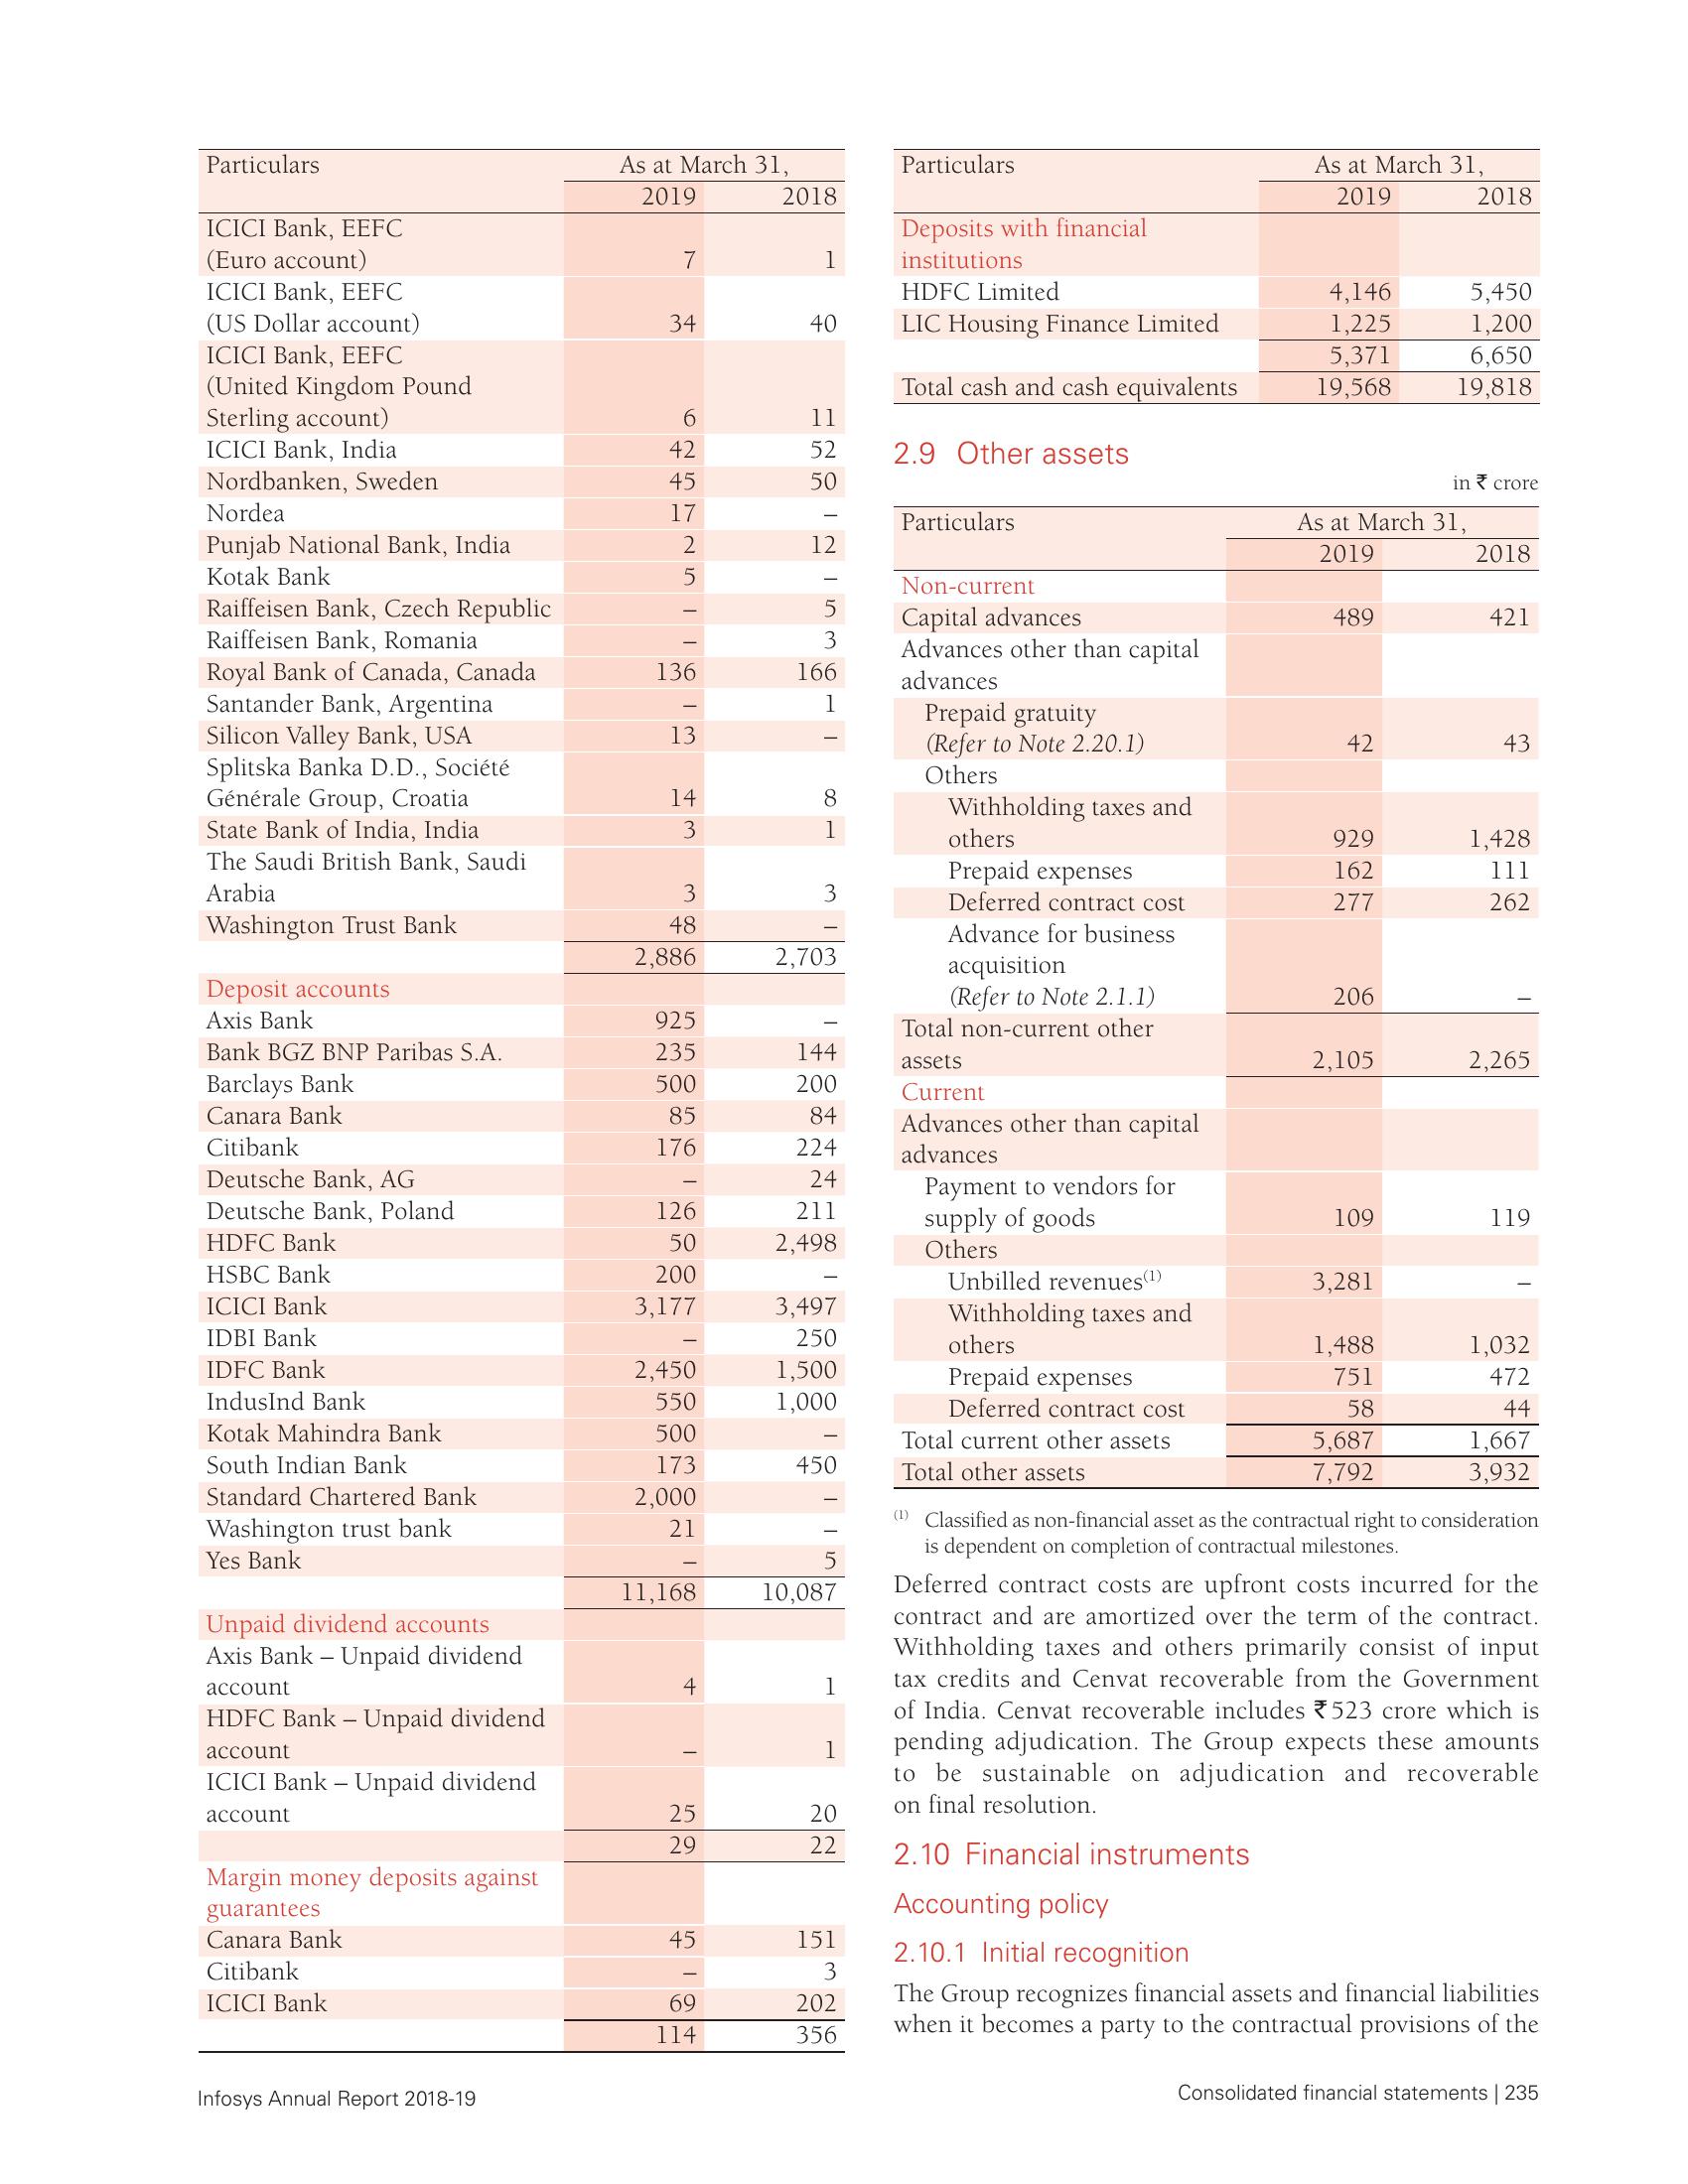 Particulars As at March 31,
2019 2018
ICICI Bank, EEFC
(Euro account) 7 1
ICICI Bank, EEFC
(US Dollar account) 34 40
ICICI Bank, EEFC
(United Kingdom Pound
Sterling account) 6 11
ICICI Bank, India 42 52
Nordbanken, Sweden 45 50
Nordea 17 –
Punjab National Bank, India 2 12
Kotak Bank 5 –
Raiffeisen Bank, Czech Republic – 5
Raiffeisen Bank, Romania – 3
Royal Bank of Canada, Canada 136 166
Santander Bank, Argentina – 1
Silicon Valley Bank, USA 13 –
Splitska Banka D.D., Société
Générale Group, Croatia 14 8
State Bank of India, India 3 1
The Saudi British Bank, Saudi
Arabia 3 3
Washington Trust Bank 48 –
2,886 2,703
Deposit accounts
Axis Bank 925 –
Bank BGZ BNP Paribas S.A. 235 144
Barclays Bank 500 200
Canara Bank 85 84
Citibank 176 224
Deutsche Bank, AG – 24
Deutsche Bank, Poland 126 211
HDFC Bank 50 2,498
HSBC Bank 200 –
ICICI Bank 3,177 3,497
IDBI Bank – 250
IDFC Bank 2,450 1,500
IndusInd Bank 550 1,000
Kotak Mahindra Bank 500 –
South Indian Bank 173 450
Standard Chartered Bank 2,000 –
Washington trust bank 21 –
Yes Bank – 5
11,168 10,087
Unpaid dividend accounts
Axis Bank – Unpaid dividend
account 4 1
HDFC Bank – Unpaid dividend
account – 1
ICICI Bank – Unpaid dividend
account 25 20
29 22
Margin money deposits against
guarantees
Canara Bank 45 151
Citibank – 3
ICICI Bank 69 202
114 356
Particulars As at March 31,
2019 2018
Deposits with financial
institutions
HDFC Limited 4,146 5,450
LIC Housing Finance Limited 1,225 1,200
5,371 6,650
Total cash and cash equivalents 19,568 19,818
2.9 Other assets
in ₹ crore
Particulars As at March 31,
2019 2018
Non-current
Capital advances 489 421
Advances other than capital
advances
Prepaid gratuity
(Refer to Note 2.20.1) 42 43
Others
Withholding taxes and
others 929 1,428
Prepaid expenses 162 111
Deferred contract cost 277 262
Advance for business
acquisition
(Refer to Note 2.1.1) 206 –
Total non-current other
assets 2,105 2,265
Current
Advances other than capital
advances
Payment to vendors for
supply of goods 109 119
Others
Unbilled revenues(1) 3,281 –
Withholding taxes and
others 1,488 1,032
Prepaid expenses 751 472
Deferred contract cost 58 44
Total current other assets 5,687 1,667
Total other assets 7,792 3,932
(1) Classified as non-financial asset as the contractual right to consideration
is dependent on completion of contractual milestones.
Deferred contract costs are upfront costs incurred for the
contract and are amortized over the term of the contract.
Withholding taxes and others primarily consist of input
tax credits and Cenvat recoverable from the Government
of India. Cenvat recoverable includes ₹523 crore which is
pending adjudication. The Group expects these amounts
to be sustainable on adjudication and recoverable
on final resolution.
2.10 Financial instruments
Accounting policy
2.10.1 Initial recognition
The Group recognizes financial assets and financial liabilities
when it becomes a party to the contractual provisions of the
Infosys Annual Report 2018-19
Consolidated financial statements | 235